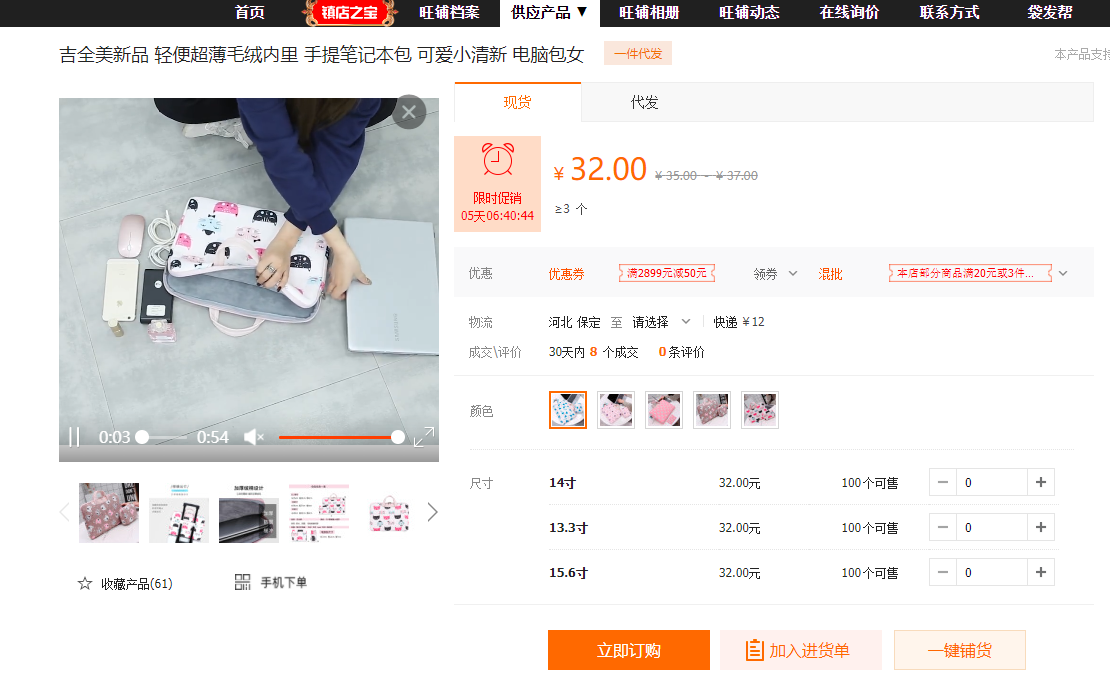 首页 镇店之宝 旺铺档案 供应产品 ▼ 旺铺相册 旺铺动态 在线询价 联系方式 袋发帮
吉全美新品 轻便超薄毛绒内里 手提笔记本包 可爱小清新 电脑包女 一件代发 本产品支持
现货 代发
限时促销
05天06:40:44
¥ 32.00 ¥ 35.00 - ¥ 37.00
≥3 个
优惠 优惠券 满2899元减50元 领券 混批 本店部分商品满20元或3件...
物流 河北 保定 至 请选择 快递 ¥ 12
成交\评价 30天内 8 个成交 0条评价
颜色
0:03 0:54
尺寸 14寸 32.00元 100个可售 − 0 +
13.3寸 32.00元 100个可售 − 0 +
15.6寸 32.00元 100个可售 − 0 +
收藏产品(61) 手机下单
立即订购 加入进货单 一键铺货